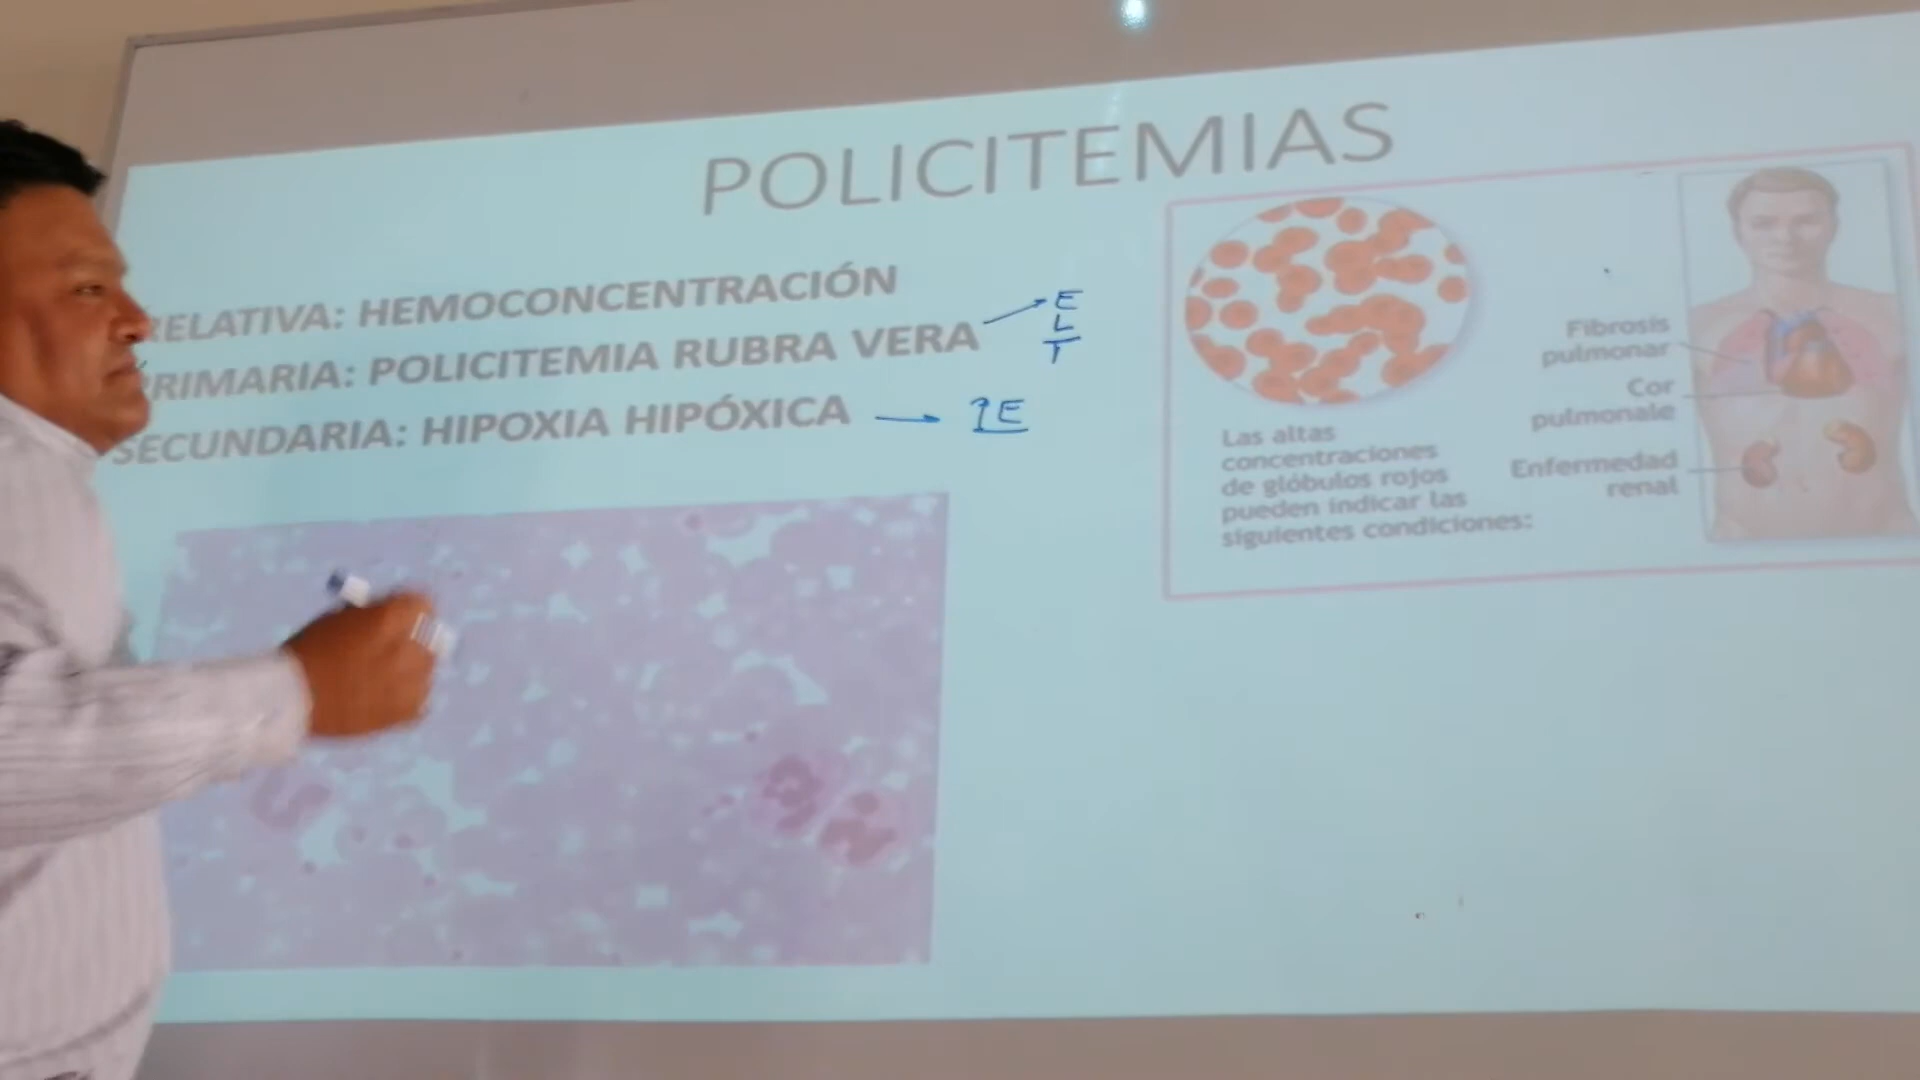 POLICITEMIAS
RELATIVA: HEMOCONCENTRACIÓN
PRIMARIA: POLICITEMIA RUBRA VERA → E
L
T
SECUNDARIA: HIPOXIA HIPÓXICA → ↑E
Las altas
concentraciones
de glóbulos rojos
pueden indicar las
siguientes condiciones:
Fibrosis
pulmonar
Cor
pulmonale
Enfermedad
renal